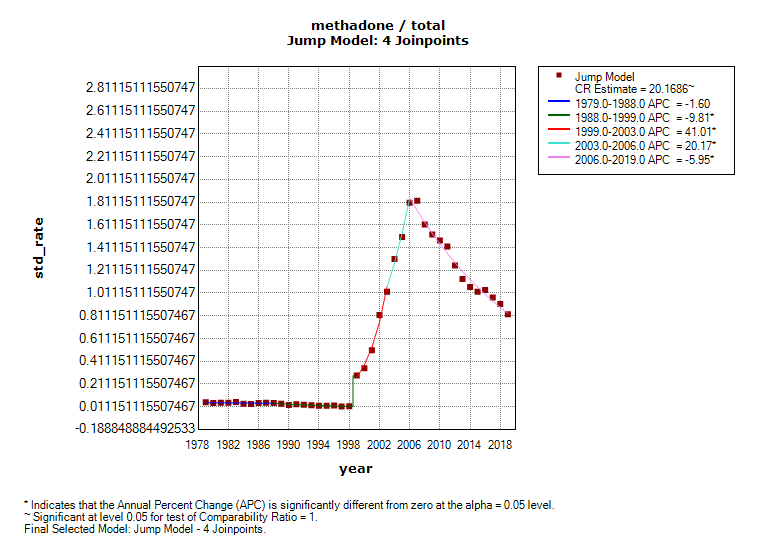 methadone / total
Jump Model: 4 Joinpoints
2.81115111550747
2.61115111550747
2.41115111550747
2.21115111550747
2.01115111550747
1.81115111550747
1.61115111550747
1.41115111550747
1.21115111550747
1.01115111550747
0.811151115507467
0.611151115507467
0.411151115507467
0.211151115507467
0.011151115507467
-0.188848884492533
std_rate
1978 1982 1986 1990 1994 1998 2002 2006 2010 2014 2018
year
Jump Model
CR Estimate = 20.1686~
1979.0-1988.0 APC = -1.60
1988.0-1999.0 APC = -9.81*
1999.0-2003.0 APC = 41.01*
2003.0-2006.0 APC = 20.17*
2006.0-2019.0 APC = -5.95*
* Indicates that the Annual Percent Change (APC) is significantly different from zero at the alpha = 0.05 level.
~ Significant at level 0.05 for test of Comparability Ratio = 1.
Final Selected Model: Jump Model - 4 Joinpoints.